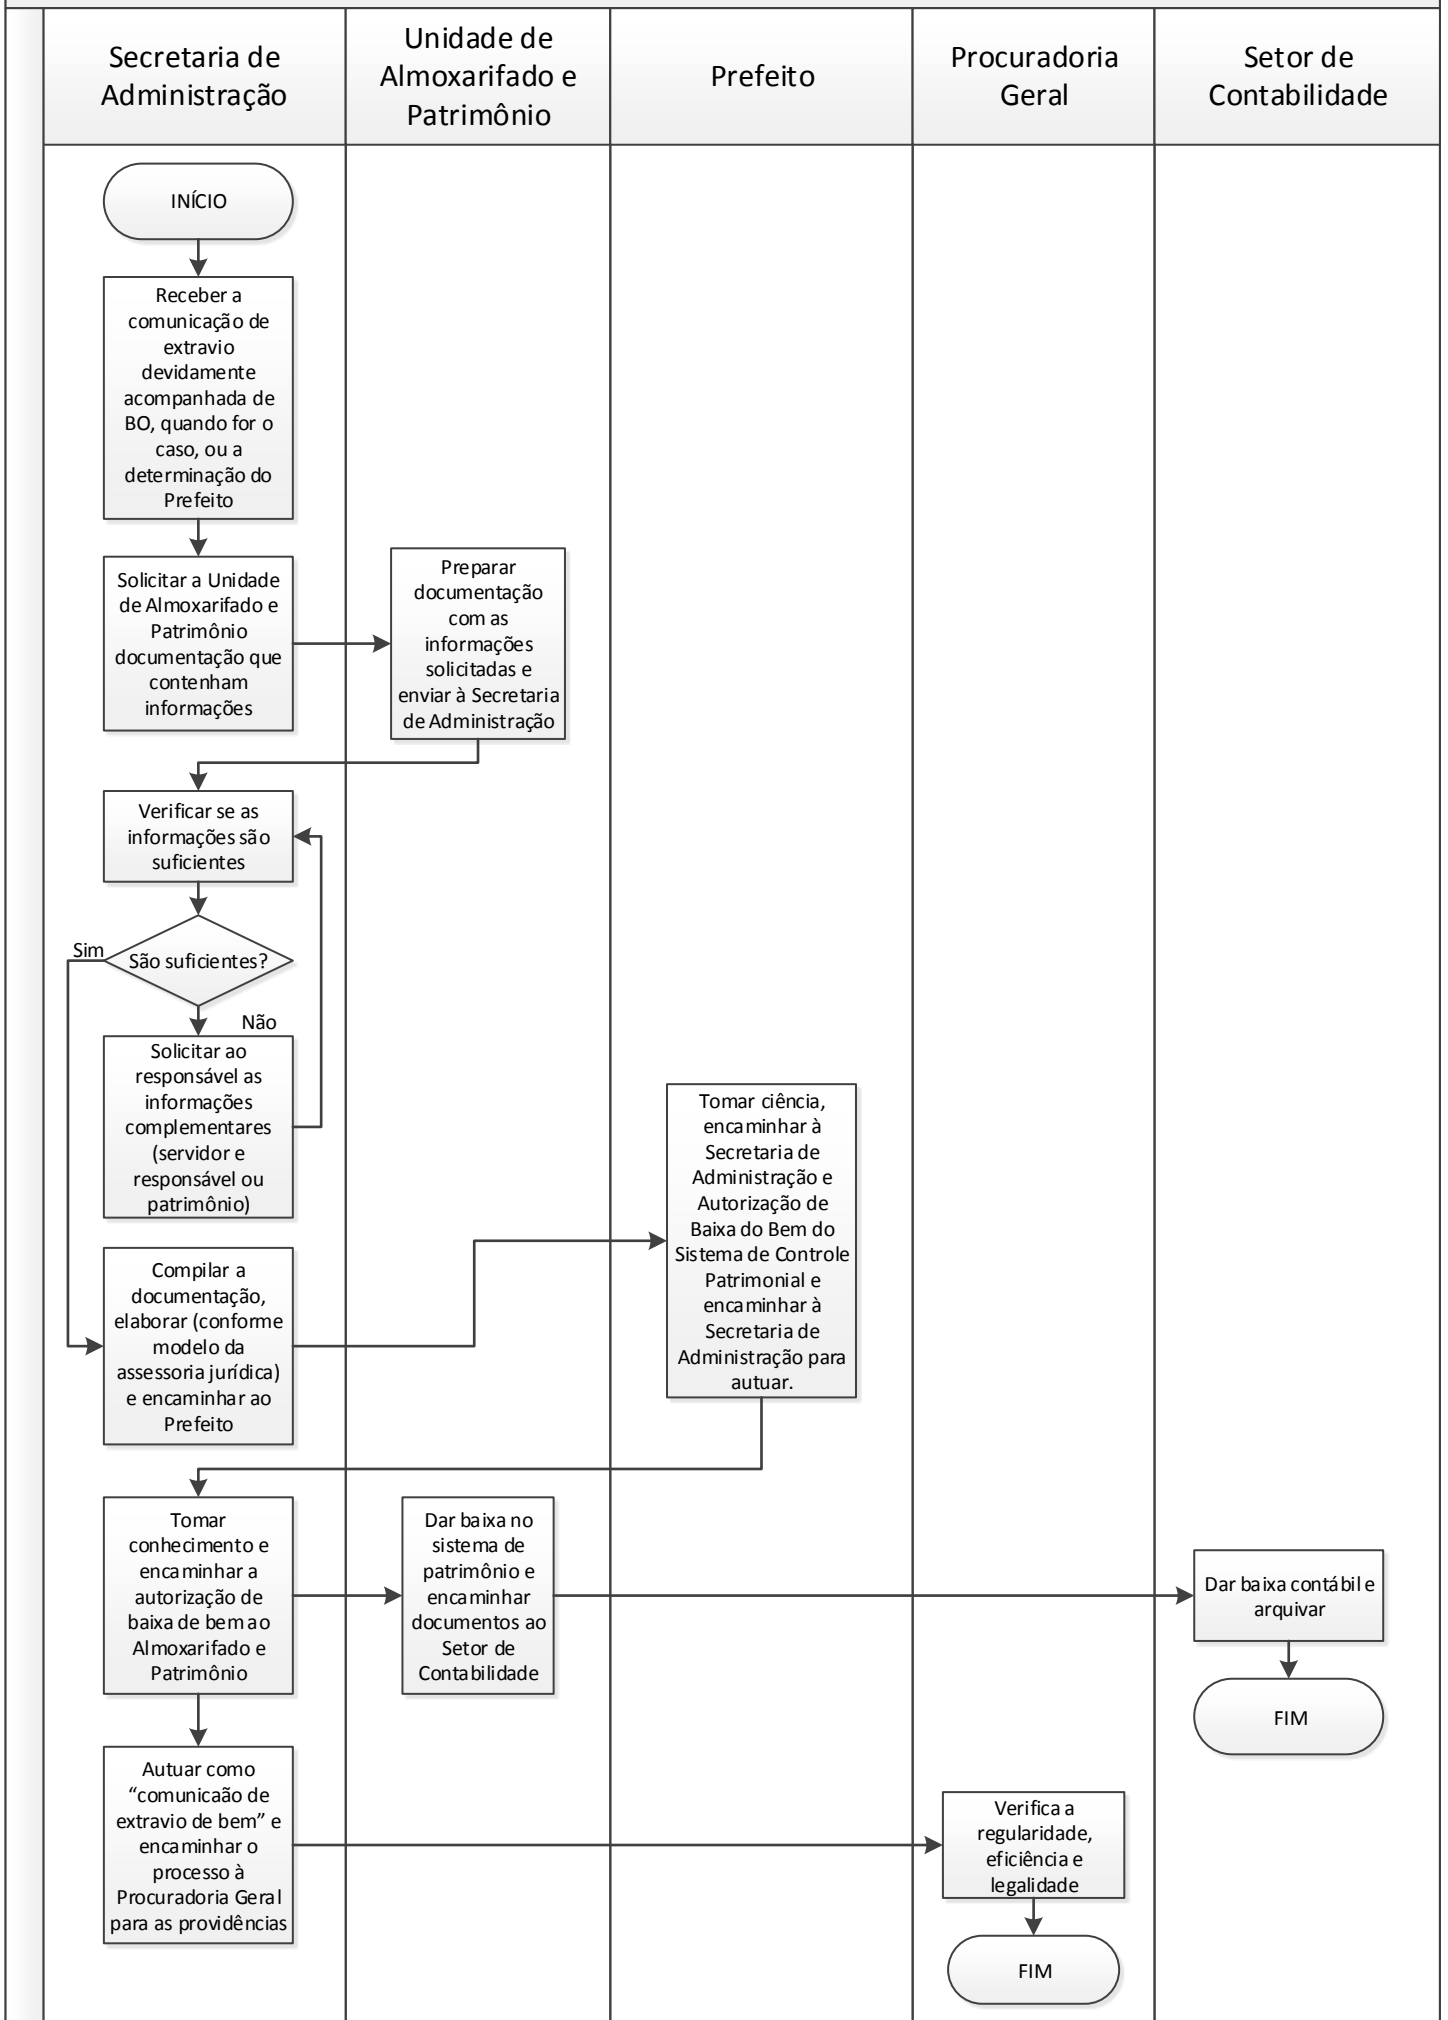 Secretaria de
Administração
Unidade de
Almoxarifado e
Patrimônio
Prefeito
Procuradoria
Geral
Setor de
Contabilidade
INÍCIO
Receber a
comunicação de
extravio
devidamente
acompanhada de
BO, quando for o
caso, ou a
determinação do
Prefeito
Solicitar a Unidade
de Almoxarifado e
Patrimônio
documentação que
contenham
informações
Preparar
documentação
com as
informações
solicitadas e
enviar à Secretaria
de Administração
Verificar se as
informações são
suficientes
São suficientes?
Sim
Não
Solicitar ao
responsável as
informações
complementares
(servidor e
responsável ou
patrimônio)
Compilar a
documentação,
elaborar (conforme
modelo da
assessoria jurídica)
e encaminhar ao
Prefeito
Tomar ciência,
encaminhar à
Secretaria de
Administração e
Autorização de
Baixa do Bem do
Sistema de Controle
Patrimonial e
encaminhar à
Secretaria de
Administração para
autuar.
Tomar
conhecimento e
encaminhar a
autorização de
baixa de bem ao
Almoxarifado e
Patrimônio
Dar baixa no
sistema de
patrimônio e
encaminhar
documentos ao
Setor de
Contabilidade
Dar baixa contábil e
arquivar
FIM
Autuar como
“comunicaão de
extravio de bem” e
encaminhar o
processo à
Procuradoria Geral
para as providências
Verifica a
regularidade,
eficiência e
legalidade
FIM